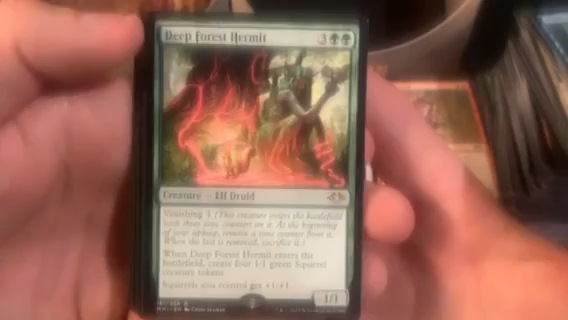 Deep Forest Hermit 3
Creature — Elf Druid
Vanishing 3 (This creature enters the battlefield
with three time counters on it. At the beginning
of your upkeep, remove a time counter from it.
When the last is removed, sacrifice it.)
When Deep Forest Hermit enters the
battlefield, create four 1/1 green Squirrel
creature tokens.
Squirrels you control get +1/+1.
1/1